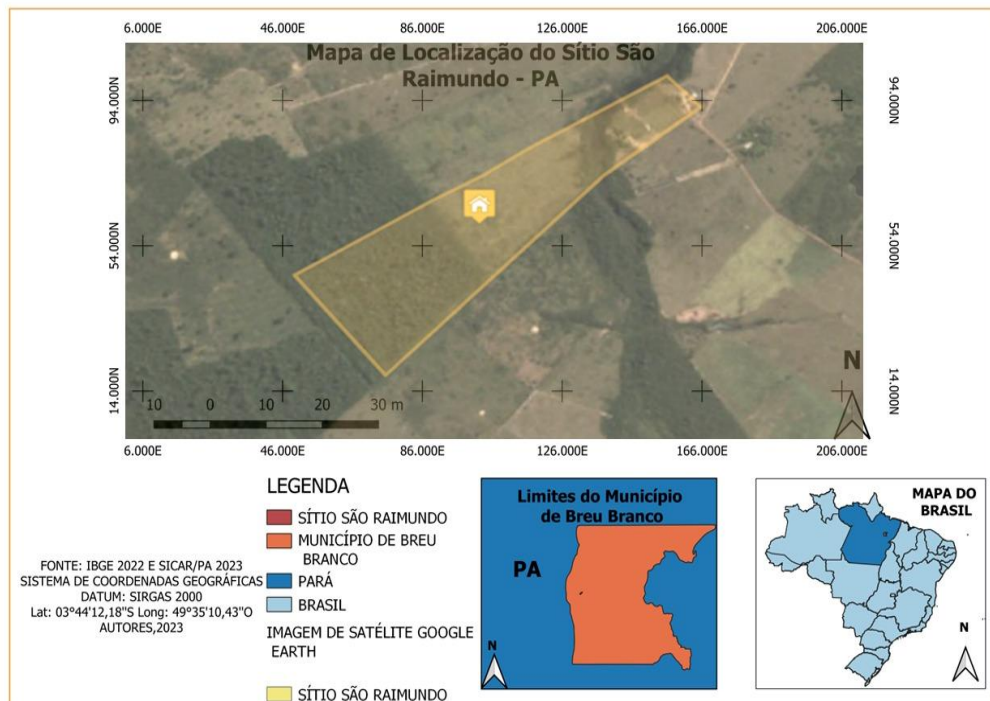 6.000E 46.000E 86.000E 126.000E 166.000E 206.000E
Mapa de Localização do Sítio São
Raimundo - PA
94.000N 94.000N
54.000N 54.000N
14.000N 14.000N
N
10 0 10 20 30 m
6.000E 46.000E 86.000E 126.000E 166.000E 206.000E
FONTE: IBGE 2022 E SICAR/PA 2023
SISTEMA DE COORDENADAS GEOGRÁFICAS
DATUM: SIRGAS 2000
Lat: 03°44'12,18"S Long: 49°35'10,43"O
AUTORES,2023
LEGENDA
SÍTIO SÃO RAIMUNDO
MUNICÍPIO DE BREU
BRANCO
PARÁ
BRASIL
IMAGEM DE SATÉLITE GOOGLE
EARTH
SÍTIO SÃO RAIMUNDO
Limites do Município
de Breu Branco
PA
N
MAPA DO
BRASIL
N